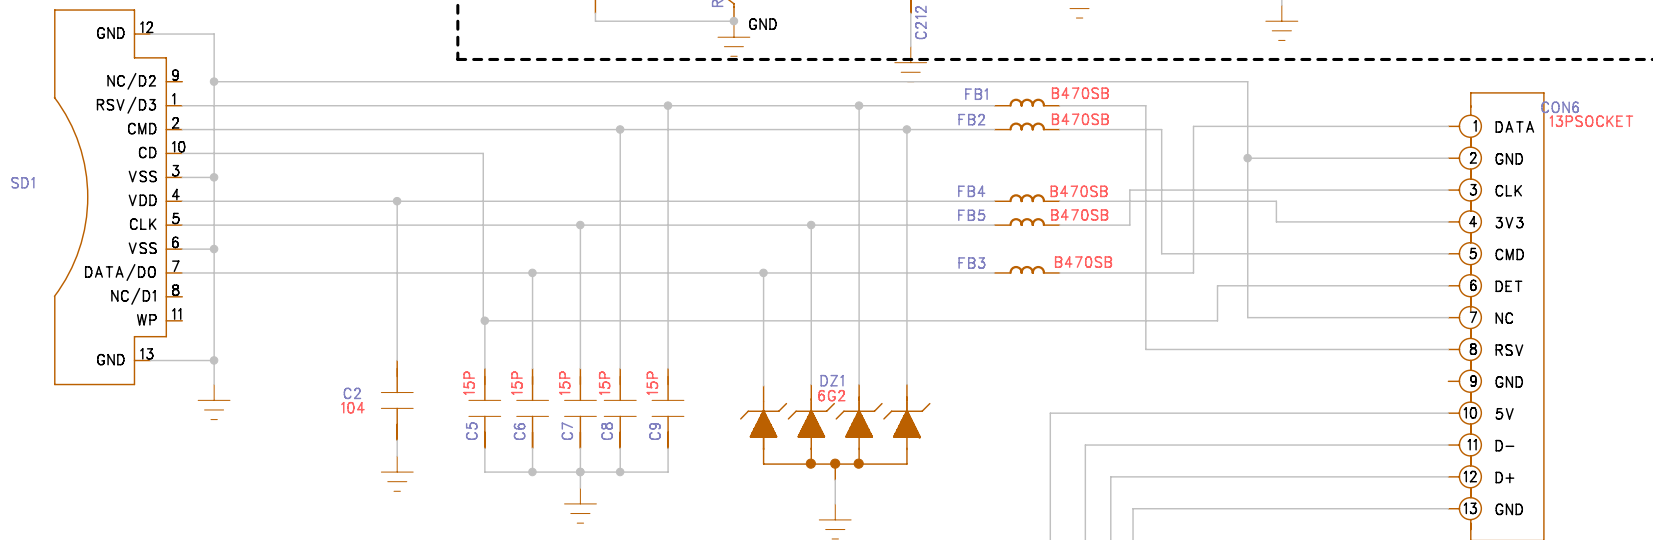 R
GND
C212
SD1
GND 12
NC/D2 9
RSV/D3 1
CMD 2
CD 10
VSS 3
VDD 4
CLK 5
VSS 6
DATA/D0 7
NC/D1 8
WP 11
GND 13
FB1 B470SB
FB2 B470SB
FB4 B470SB
FB5 B470SB
FB3 B470SB
C2
104
15P
15P
15P
15P
15P
C5
C6
C7
C8
C9
DZ1
6G2
CON6
13PSOCKET
1 DATA
2 GND
3 CLK
4 3V3
5 CMD
6 DET
7 NC
8 RSV
9 GND
10 5V
11 D-
12 D+
13 GND